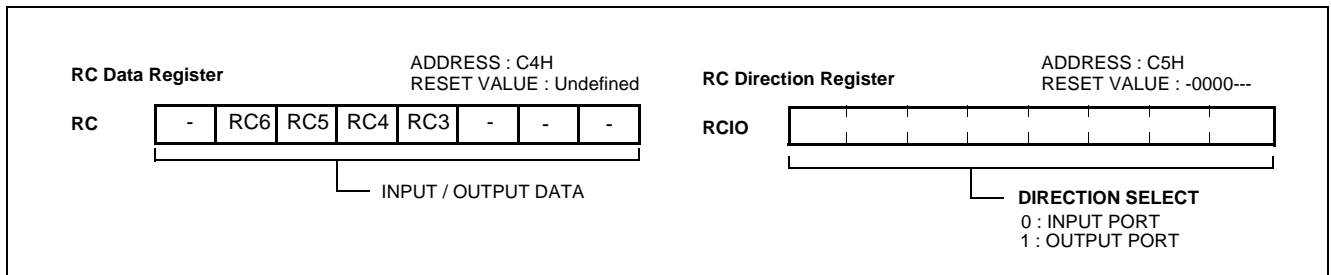 RC Data Register
ADDRESS : C4H
RESET VALUE : Undefined
RC
- RC6 RC5 RC4 RC3 - - -
INPUT / OUTPUT DATA
RC Direction Register
ADDRESS : C5H
RESET VALUE : -0000---
RCIO
DIRECTION SELECT
0 : INPUT PORT
1 : OUTPUT PORT